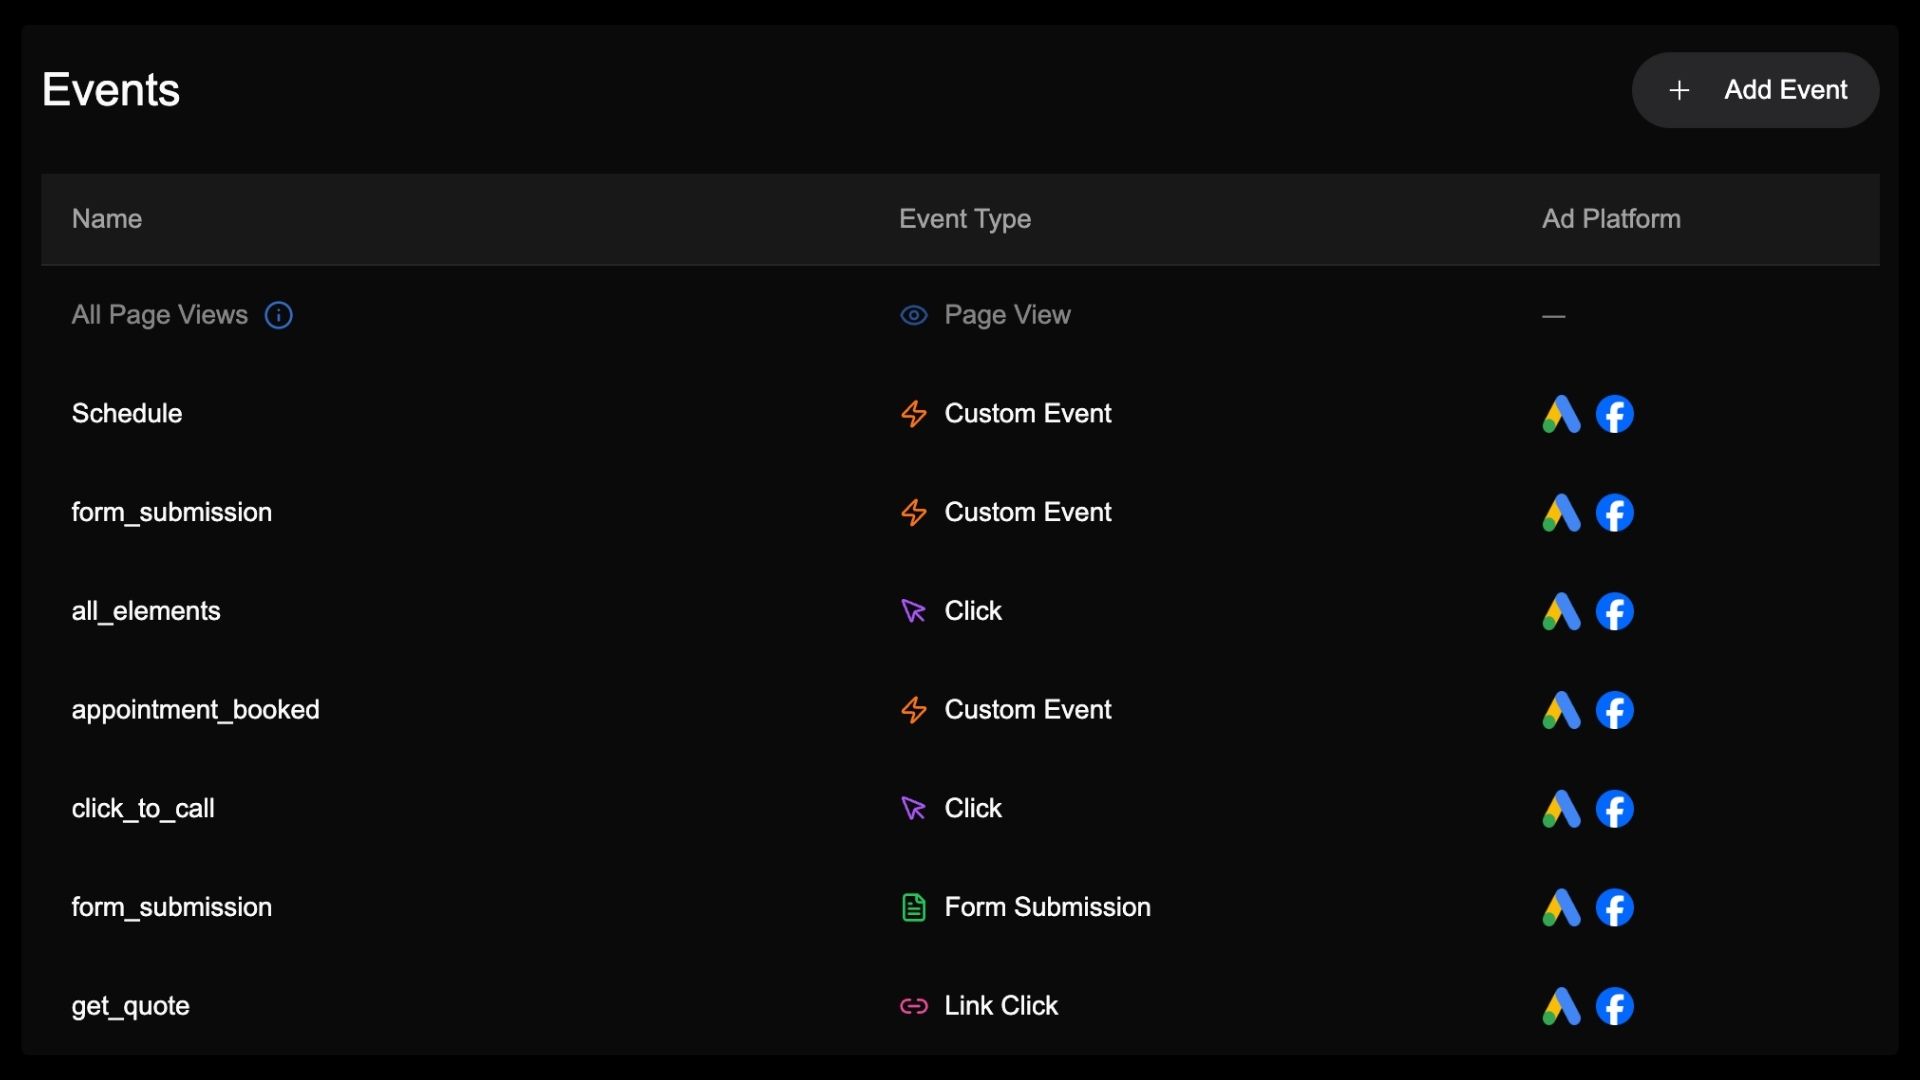 Events
+ Add Event
Name Event Type Ad Platform
All Page Views Page View —
Schedule Custom Event
form_submission Custom Event
all_elements Click
appointment_booked Custom Event
click_to_call Click
form_submission Form Submission
get_quote Link Click